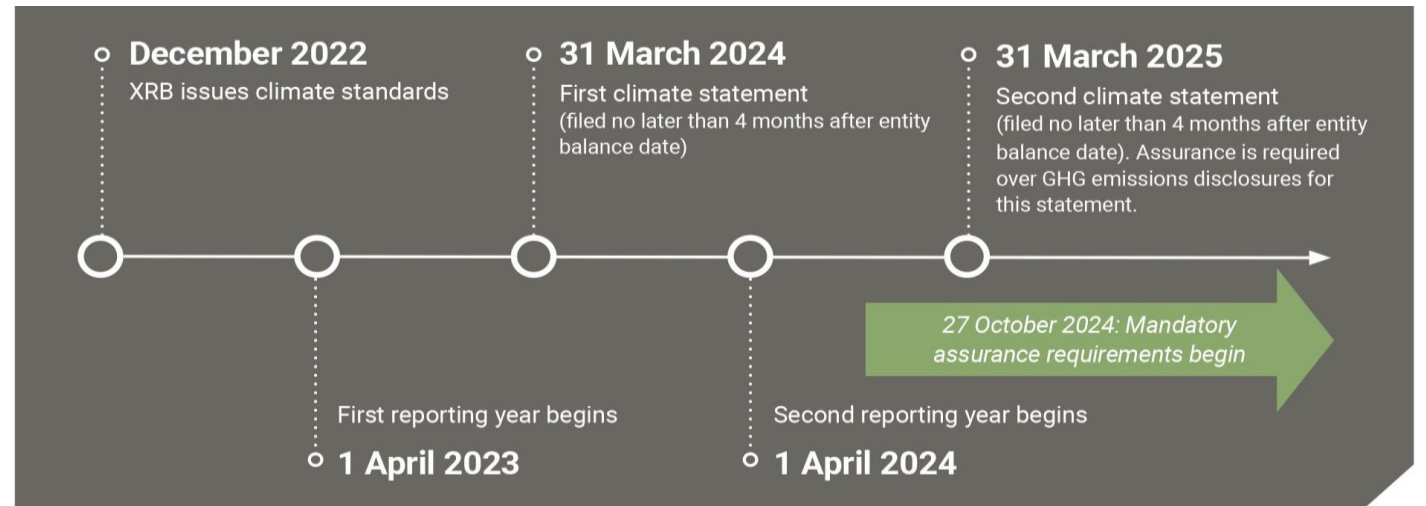 December 2022
XRB issues climate standards
31 March 2024
First climate statement
(filed no later than 4 months after entity
balance date)
31 March 2025
Second climate statement
(filed no later than 4 months after entity
balance date). Assurance is required
over GHG emissions disclosures for
this statement.
27 October 2024: Mandatory
assurance requirements begin
First reporting year begins
1 April 2023
Second reporting year begins
1 April 2024